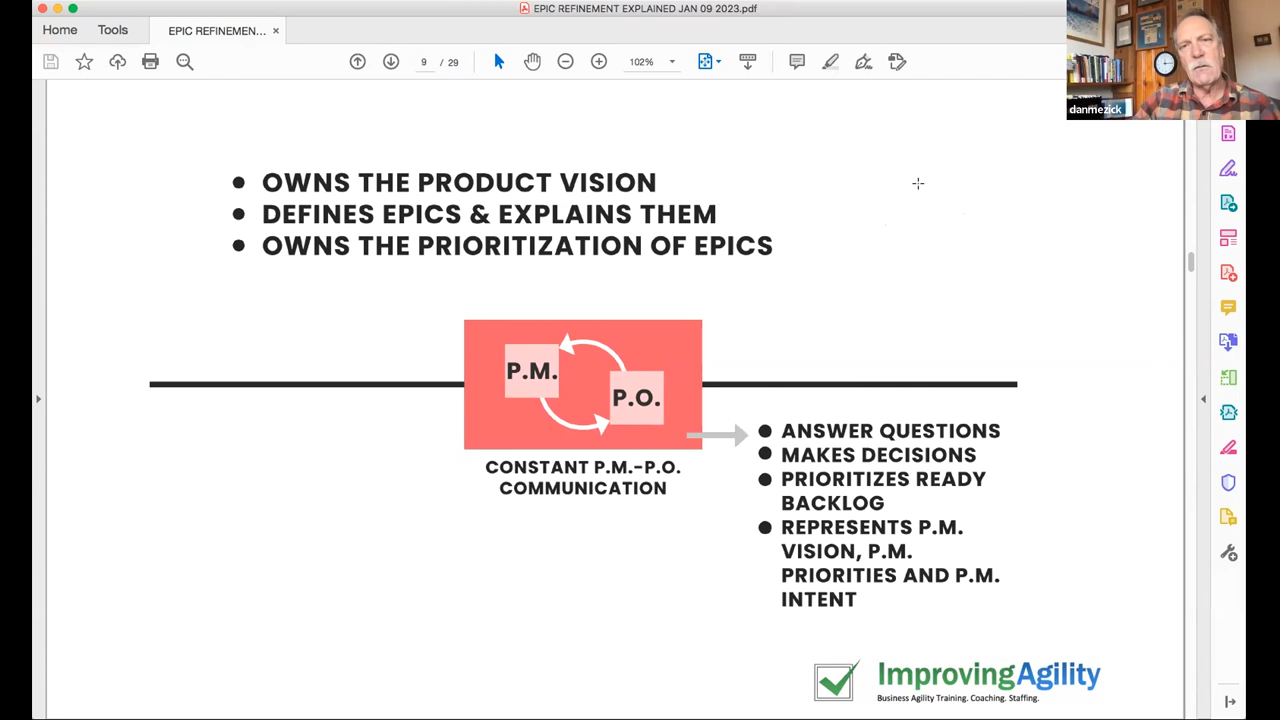 EPIC REFINEMENT EXPLAINED JAN 09 2023.pdf
Home
Tools
EPIC REFINEMEN... ×
9 / 29
102%
danmezick
• OWNS THE PRODUCT VISION
• DEFINES EPICS & EXPLAINS THEM
• OWNS THE PRIORITIZATION OF EPICS
P.M.
P.O.
CONSTANT P.M.-P.O.
COMMUNICATION
• ANSWER QUESTIONS
• MAKES DECISIONS
• PRIORITIZES READY
BACKLOG
• REPRESENTS P.M.
VISION, P.M.
PRIORITIES AND P.M.
INTENT
ImprovingAgility
Business Agility Training. Coaching. Staffing.